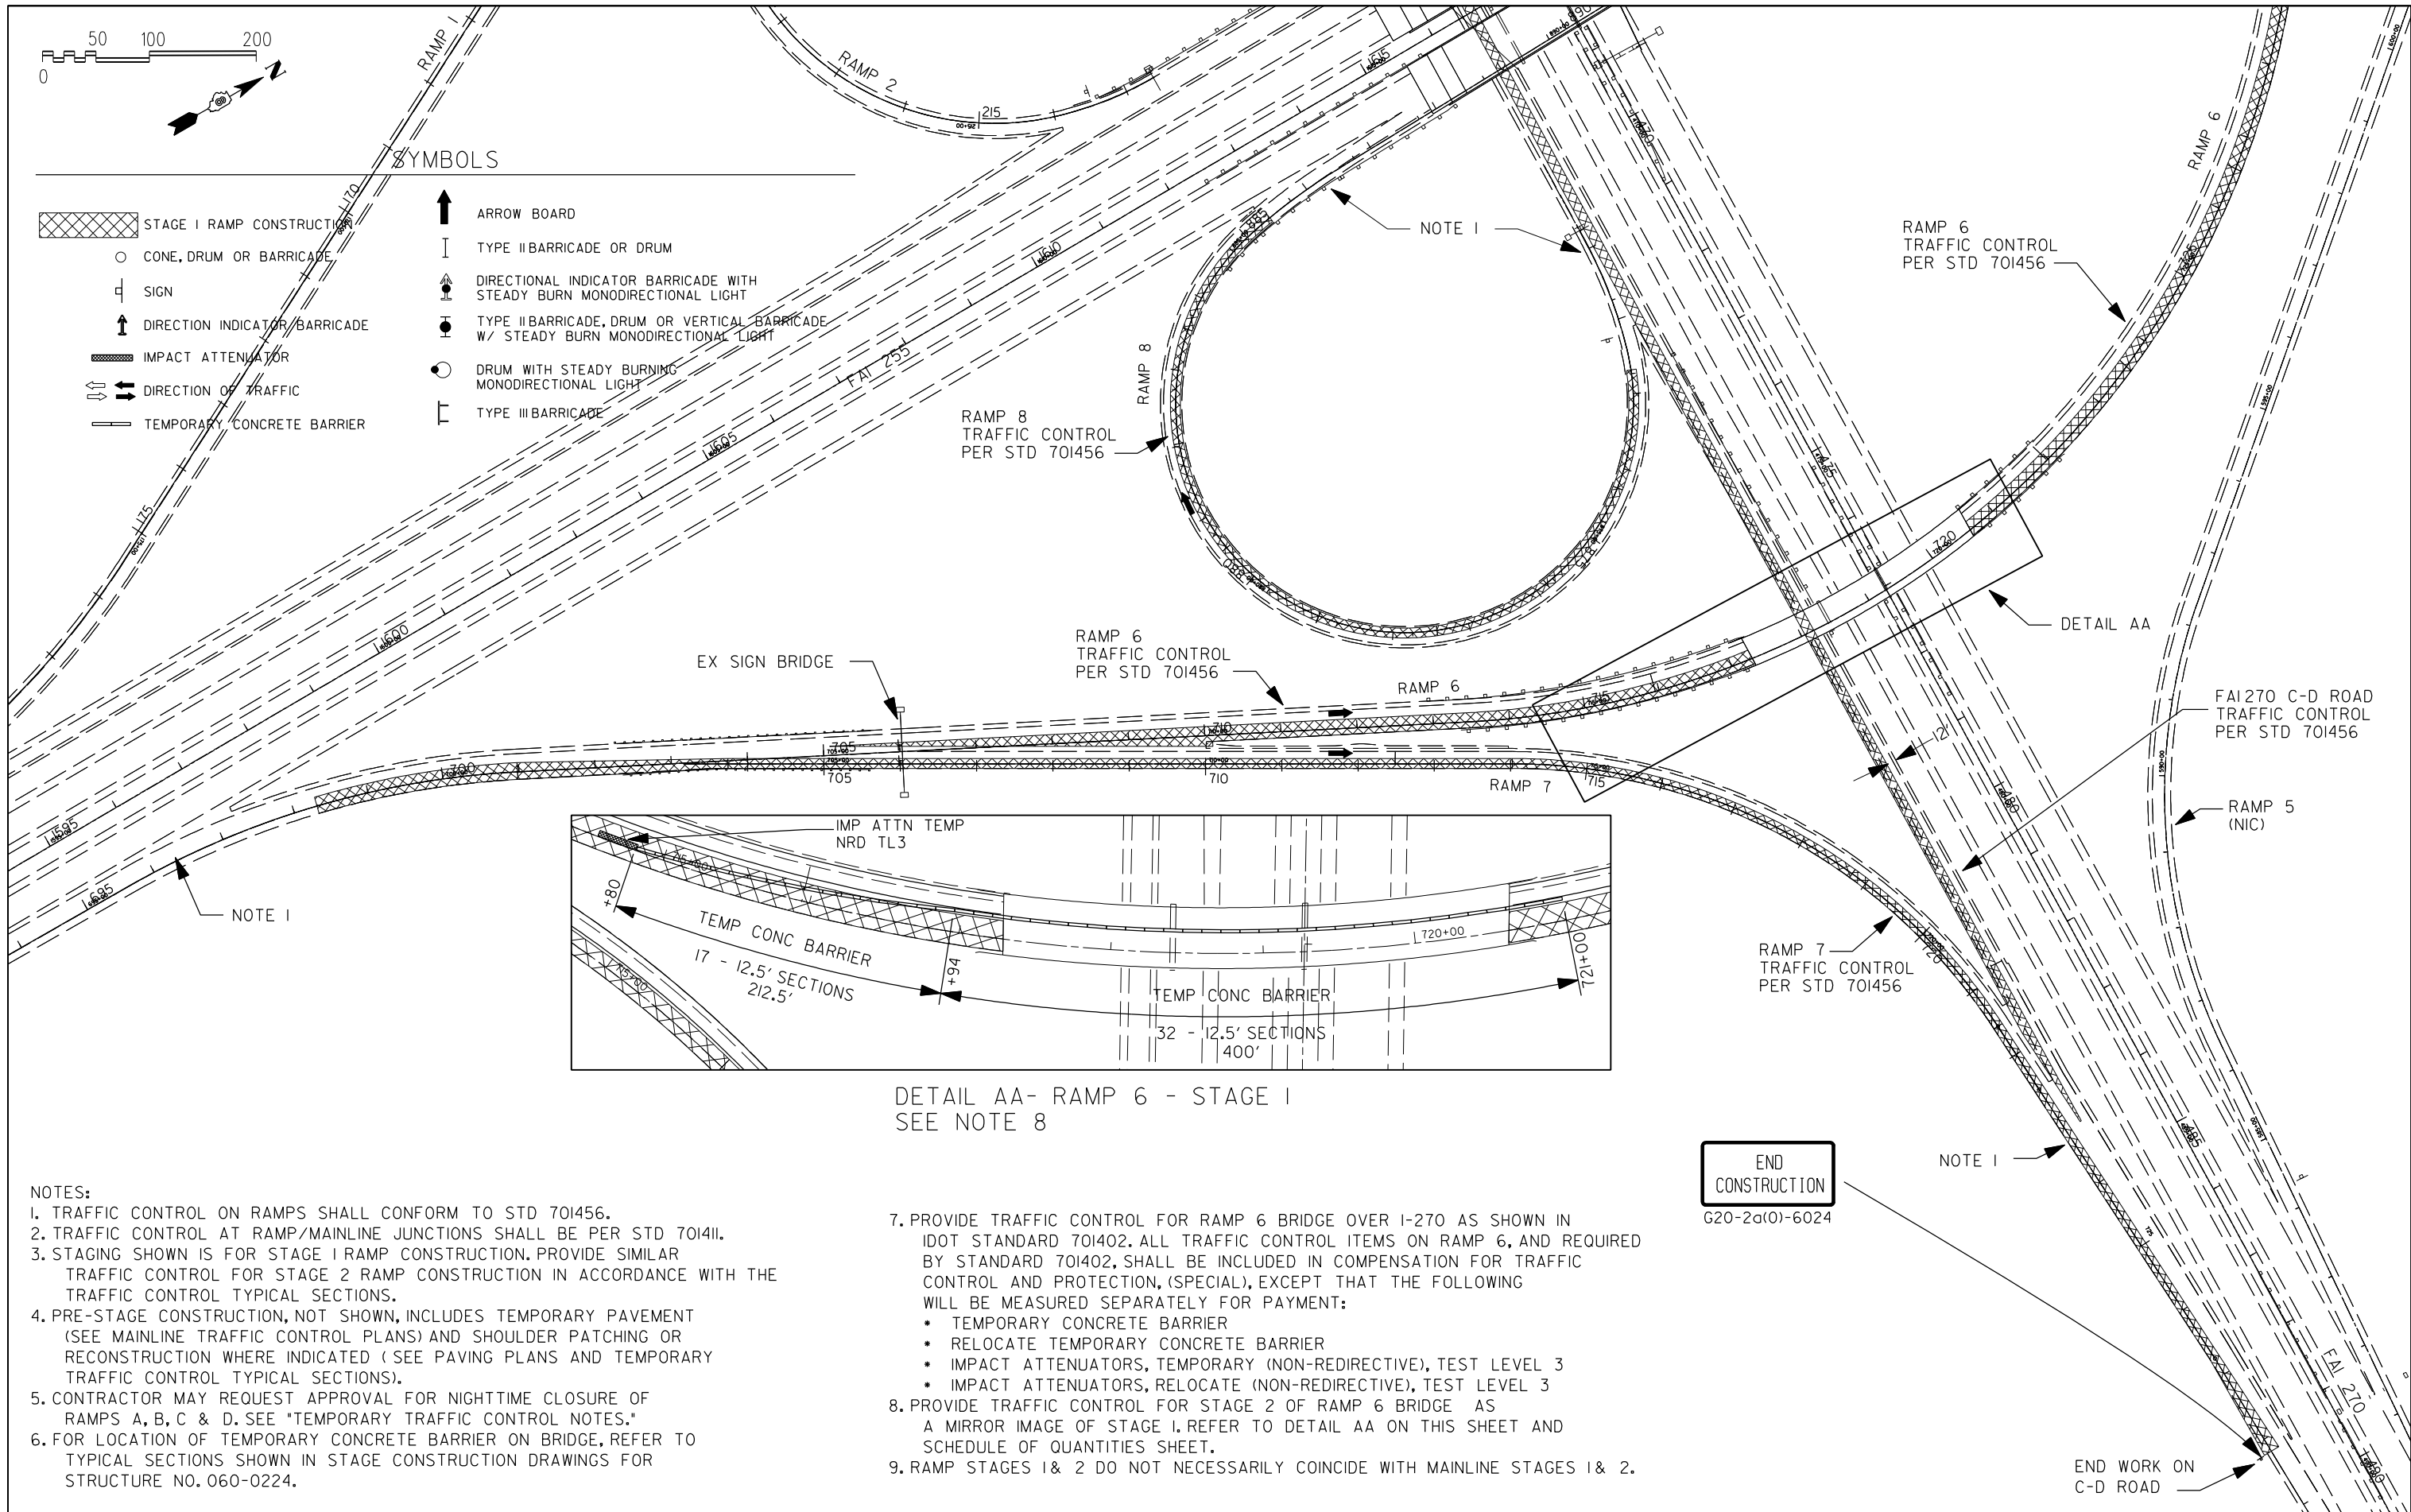 50 100 200
0
N
RAMP 1
RAMP 2
215
SYMBOLS
STAGE 1 RAMP CONSTRUCTION
CONE, DRUM OR BARRICADE
SIGN
DIRECTION INDICATOR BARRICADE
IMPACT ATTENUATOR
DIRECTION OF TRAFFIC
TEMPORARY CONCRETE BARRIER
ARROW BOARD
TYPE II BARRICADE OR DRUM
DIRECTIONAL INDICATOR BARRICADE WITH
STEADY BURN MONODIRECTIONAL LIGHT
TYPE II BARRICADE, DRUM OR VERTICAL BARRICADE
W/ STEADY BURN MONODIRECTIONAL LIGHT
DRUM WITH STEADY BURNING
MONODIRECTIONAL LIGHT
TYPE III BARRICADE
170
175
1615
1610
1605
1600
1595
695
FAI 255
NOTE 1
RAMP 8
RAMP 8
TRAFFIC CONTROL
PER STD 701456
RAMP 6
RAMP 6
TRAFFIC CONTROL
PER STD 701456
470
475
480
485
720
DETAIL AA
EX SIGN BRIDGE
RAMP 6
TRAFFIC CONTROL
PER STD 701456
RAMP 6
700
705
710
715
705
710
715
RAMP 7
12'
FAI 270 C-D ROAD
TRAFFIC CONTROL
PER STD 701456
RAMP 5
(NIC)
NOTE 1
RAMP 7
TRAFFIC CONTROL
PER STD 701456
IMP ATTN TEMP
NRD TL3
715+00
+80
TEMP CONC BARRIER
17 - 12.5' SECTIONS
212.5'
+94
720+00
721+00
TEMP CONC BARRIER
32 - 12.5' SECTIONS
400'
DETAIL AA- RAMP 6 - STAGE 1
SEE NOTE 8
END
CONSTRUCTION
G20-2a(0)-6024
NOTE 1
FAI 270
END WORK ON
C-D ROAD
NOTES:
1. TRAFFIC CONTROL ON RAMPS SHALL CONFORM TO STD 701456.
2. TRAFFIC CONTROL AT RAMP/MAINLINE JUNCTIONS SHALL BE PER STD 701411.
3. STAGING SHOWN IS FOR STAGE 1 RAMP CONSTRUCTION. PROVIDE SIMILAR
TRAFFIC CONTROL FOR STAGE 2 RAMP CONSTRUCTION IN ACCORDANCE WITH THE
TRAFFIC CONTROL TYPICAL SECTIONS.
4. PRE-STAGE CONSTRUCTION, NOT SHOWN, INCLUDES TEMPORARY PAVEMENT
(SEE MAINLINE TRAFFIC CONTROL PLANS) AND SHOULDER PATCHING OR
RECONSTRUCTION WHERE INDICATED ( SEE PAVING PLANS AND TEMPORARY
TRAFFIC CONTROL TYPICAL SECTIONS).
5. CONTRACTOR MAY REQUEST APPROVAL FOR NIGHTTIME CLOSURE OF
RAMPS A, B, C & D. SEE "TEMPORARY TRAFFIC CONTROL NOTES."
6. FOR LOCATION OF TEMPORARY CONCRETE BARRIER ON BRIDGE, REFER TO
TYPICAL SECTIONS SHOWN IN STAGE CONSTRUCTION DRAWINGS FOR
STRUCTURE NO. 060-0224.
7. PROVIDE TRAFFIC CONTROL FOR RAMP 6 BRIDGE OVER I-270 AS SHOWN IN
IDOT STANDARD 701402. ALL TRAFFIC CONTROL ITEMS ON RAMP 6, AND REQUIRED
BY STANDARD 701402, SHALL BE INCLUDED IN COMPENSATION FOR TRAFFIC
CONTROL AND PROTECTION, (SPECIAL), EXCEPT THAT THE FOLLOWING
WILL BE MEASURED SEPARATELY FOR PAYMENT:
* TEMPORARY CONCRETE BARRIER
* RELOCATE TEMPORARY CONCRETE BARRIER
* IMPACT ATTENUATORS, TEMPORARY (NON-REDIRECTIVE), TEST LEVEL 3
* IMPACT ATTENUATORS, RELOCATE (NON-REDIRECTIVE), TEST LEVEL 3
8. PROVIDE TRAFFIC CONTROL FOR STAGE 2 OF RAMP 6 BRIDGE AS
A MIRROR IMAGE OF STAGE 1. REFER TO DETAIL AA ON THIS SHEET AND
SCHEDULE OF QUANTITIES SHEET.
9. RAMP STAGES 1 & 2 DO NOT NECESSARILY COINCIDE WITH MAINLINE STAGES 1 & 2.